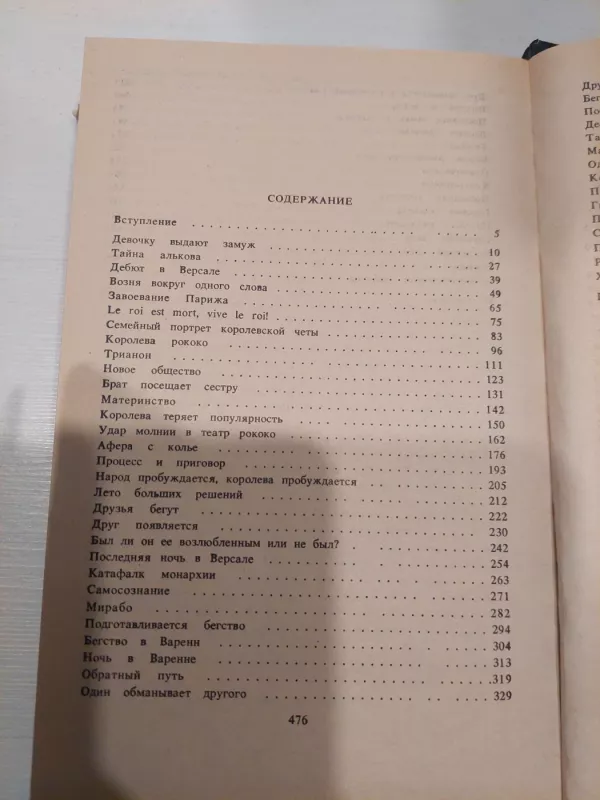 СОДЕРЖАНИЕ
Вступление . . . . . . . . . . . . . . . . . . . . 5
Девочку выдают замуж . . . . . . . . . . . . . . . 10
Тайна алькова . . . . . . . . . . . . . . . . . . 27
Дебют в Версале . . . . . . . . . . . . . . . . . 39
Возня вокруг одного слова . . . . . . . . . . . . 49
Завоевание Парижа . . . . . . . . . . . . . . . . 65
Le roi est mort, vive le roi! . . . . . . . . . . 75
Семейный портрет королевской четы . . . . . . . . 83
Королева рококо . . . . . . . . . . . . . . . . . 96
Трианон . . . . . . . . . . . . . . . . . . . . . 111
Новое общество . . . . . . . . . . . . . . . . . . 123
Брат посещает сестру . . . . . . . . . . . . . . . 131
Материнство . . . . . . . . . . . . . . . . . . . 142
Королева теряет популярность . . . . . . . . . . . 150
Удар молнии в театр рококо . . . . . . . . . . . . 162
Афера с колье . . . . . . . . . . . . . . . . . . 176
Процесс и приговор . . . . . . . . . . . . . . . . 193
Народ пробуждается, королева пробуждается . . . . 205
Лето больших решений . . . . . . . . . . . . . . . 212
Друзья бегут . . . . . . . . . . . . . . . . . . . 222
Друг появляется . . . . . . . . . . . . . . . . . 230
Был ли он ее возлюбленным или не был? . . . . . . 242
Последняя ночь в Версале . . . . . . . . . . . . . 254
Катафалк монархии . . . . . . . . . . . . . . . . 263
Самосознание . . . . . . . . . . . . . . . . . . . 271
Мирабо . . . . . . . . . . . . . . . . . . . . . . 282
Подготавливается бегство . . . . . . . . . . . . . 294
Бегство в Варенн . . . . . . . . . . . . . . . . . 304
Ночь в Варенне . . . . . . . . . . . . . . . . . . 313
Обратный путь . . . . . . . . . . . . . . . . . . 319
Один обманывает другого . . . . . . . . . . . . . 329
476